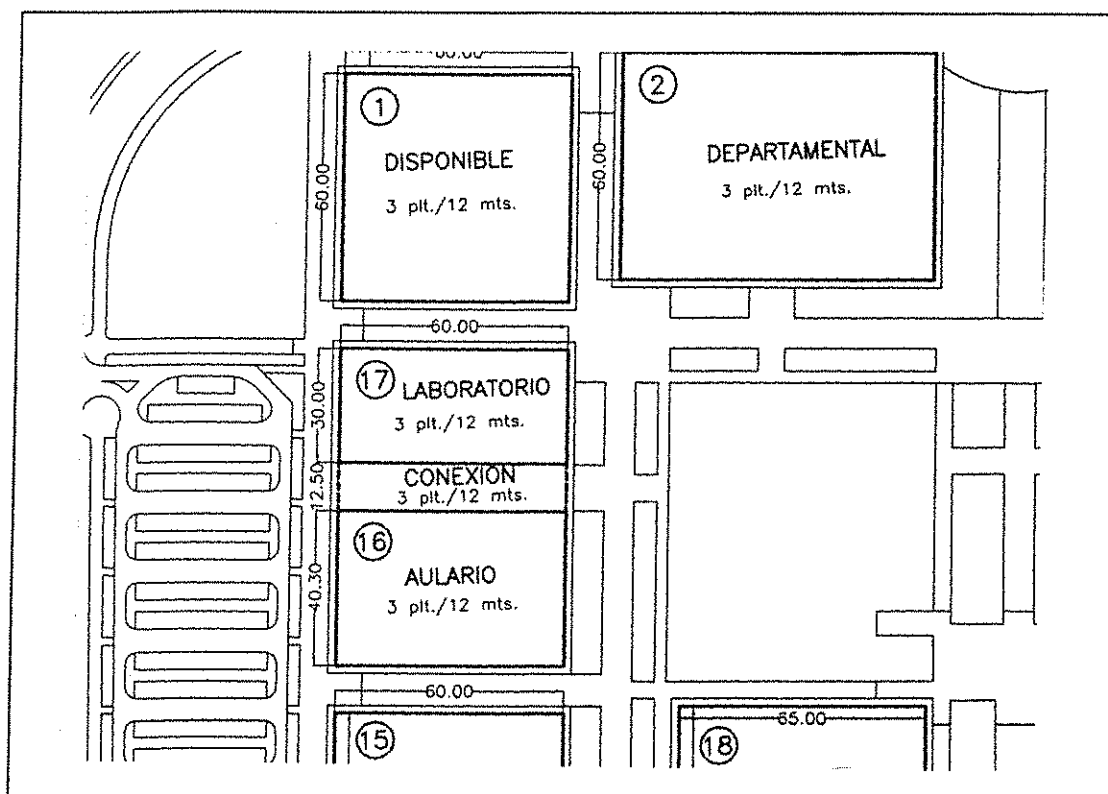 60.00
1
DISPONIBLE
3 plt./12 mts.
60.00
2
DEPARTAMENTAL
3 plt./12 mts.
60.00
60.00
17 LABORATORIO
3 plt./12 mts.
30.00
CONEXION
3 plt./12 mts.
12.50
16
AULARIO
3 plt./12 mts.
40.30
60.00
15
65.00
18